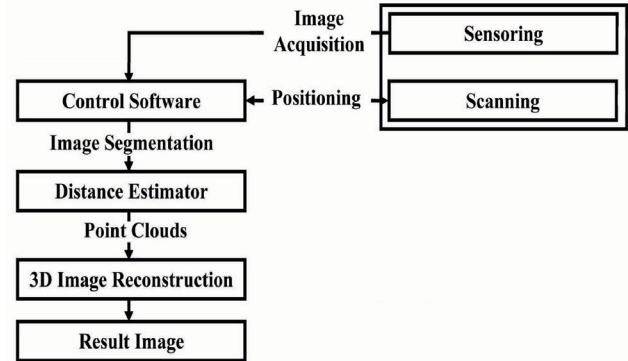 Image
Acquisition
Sensoring
Control Software
Positioning
Scanning
Image Segmentation
Distance Estimator
Point Clouds
3D Image Reconstruction
Result Image